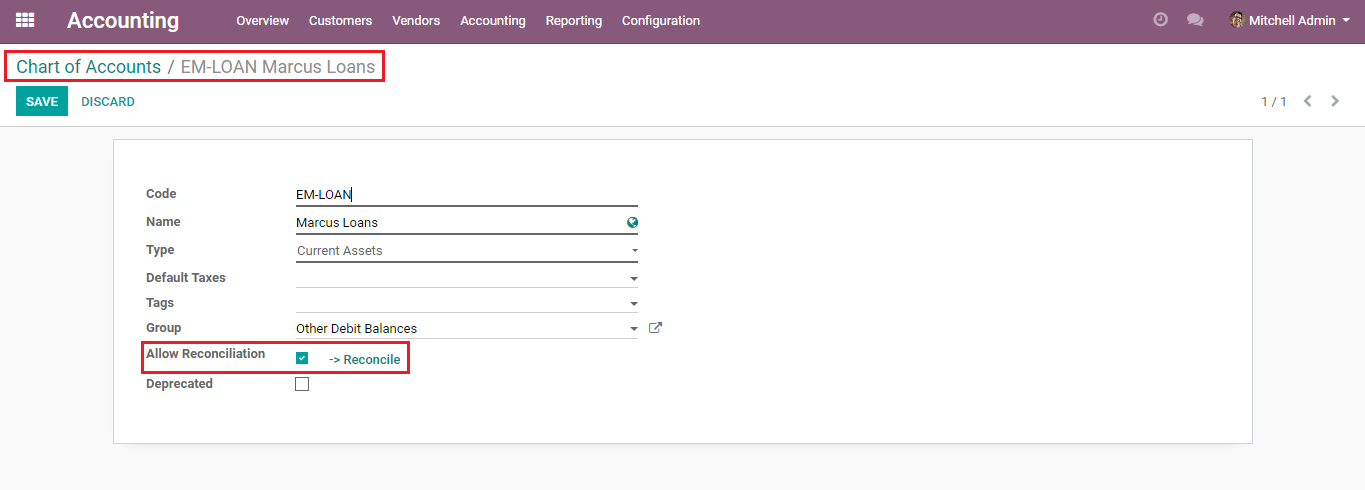 Accounting Overview Customers Vendors Accounting Reporting Configuration Mitchell Admin
Chart of Accounts / EM-LOAN Marcus Loans
SAVE DISCARD 1 / 1
Code EM-LOAN
Name Marcus Loans
Type Current Assets
Default Taxes
Tags
Group Other Debit Balances
Allow Reconciliation -> Reconcile
Deprecated